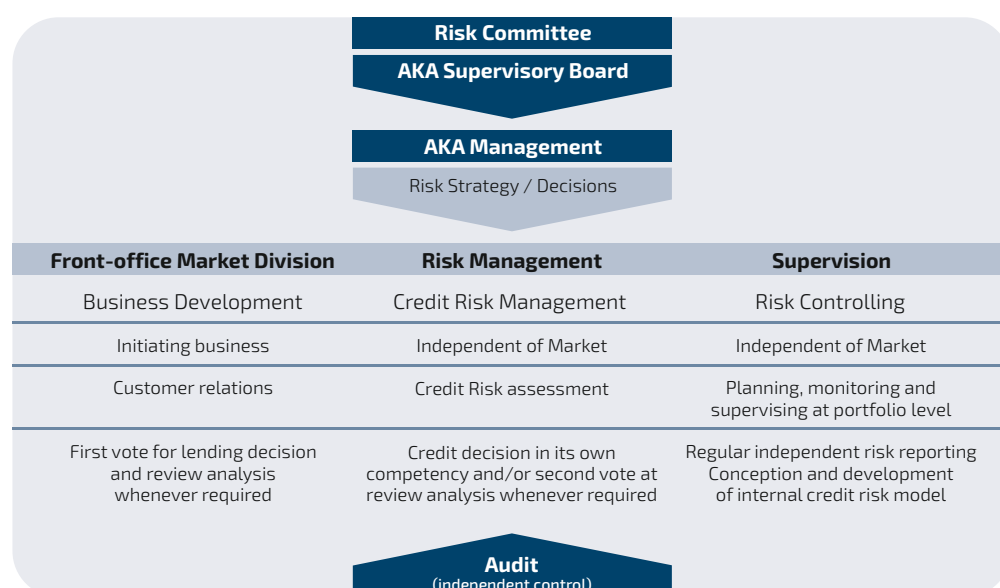 Risk Committee
AKA Supervisory Board
AKA Management
Risk Strategy / Decisions
Front-office Market Division
Risk Management
Supervision
Business Development
Credit Risk Management
Risk Controlling
Initiating business
Independent of Market
Independent of Market
Customer relations
Credit Risk assessment
Planning, monitoring and
supervising at portfolio level
First vote for lending decision
and review analysis
whenever required
Credit decision in its own
competency and/or second vote at
review analysis whenever required
Regular independent risk reporting
Conception and development
of internal credit risk model
Audit
(independent control)